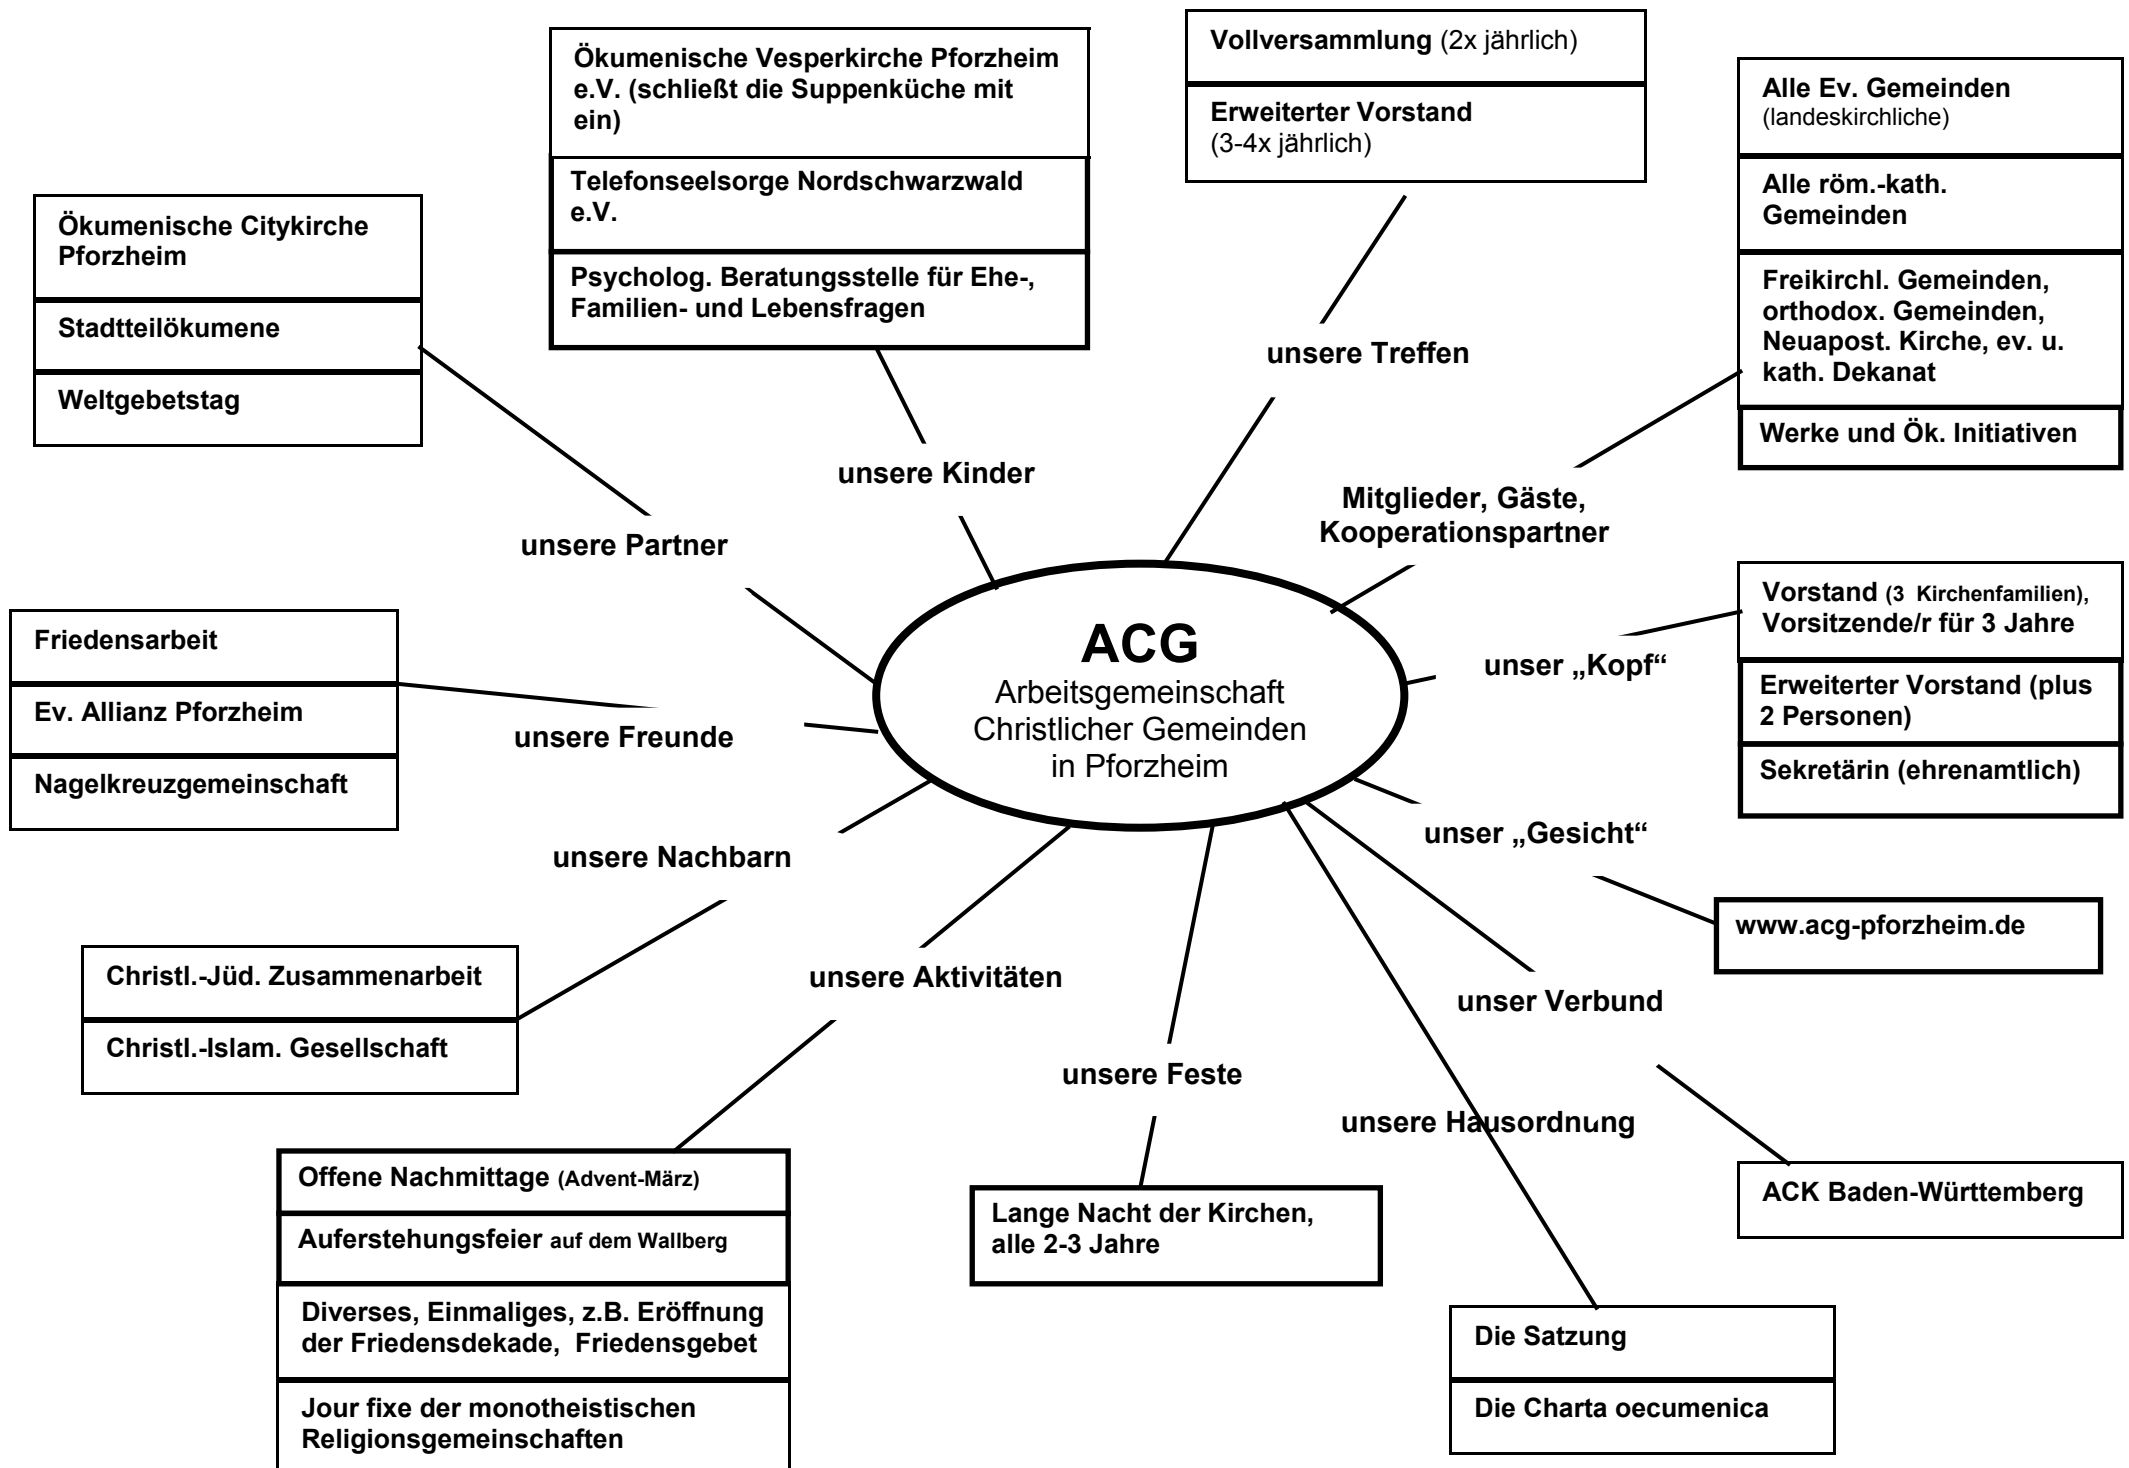 Ökumenische Vesperkirche Pforzheim
e.V. (schließt die Suppenküche mit
ein)
Telefonseelsorge Nordschwarzwald
e.V.
Psycholog. Beratungsstelle für Ehe-,
Familien- und Lebensfragen
Vollversammlung (2x jährlich)
Erweiterter Vorstand
(3-4x jährlich)
Alle Ev. Gemeinden
(landeskirchliche)
Alle röm.-kath.
Gemeinden
Freikirchl. Gemeinden,
orthodox. Gemeinden,
Neuapost. Kirche, ev. u.
kath. Dekanat
Werke und Ök. Initiativen
Ökumenische Citykirche
Pforzheim
Stadtteilökumene
Weltgebetstag
unsere Treffen
unsere Kinder
Mitglieder, Gäste,
Kooperationspartner
unsere Partner
ACG
Arbeitsgemeinschaft
Christlicher Gemeinden
in Pforzheim
Vorstand (3 Kirchenfamilien),
Vorsitzende/r für 3 Jahre
Erweiterter Vorstand (plus
2 Personen)
Sekretärin (ehrenamtlich)
unser „Kopf“
Friedensarbeit
Ev. Allianz Pforzheim
Nagelkreuzgemeinschaft
unsere Freunde
unser „Gesicht“
unsere Nachbarn
www.acg-pforzheim.de
Christl.-Jüd. Zusammenarbeit
Christl.-Islam. Gesellschaft
unsere Aktivitäten
unser Verbund
unsere Feste
unsere Hausordnung
Offene Nachmittage (Advent-März)
Auferstehungsfeier auf dem Wallberg
Diverses, Einmaliges, z.B. Eröffnung
der Friedensdekade, Friedensgebet
Jour fixe der monotheistischen
Religionsgemeinschaften
Lange Nacht der Kirchen,
alle 2-3 Jahre
ACK Baden-Württemberg
Die Satzung
Die Charta oecumenica